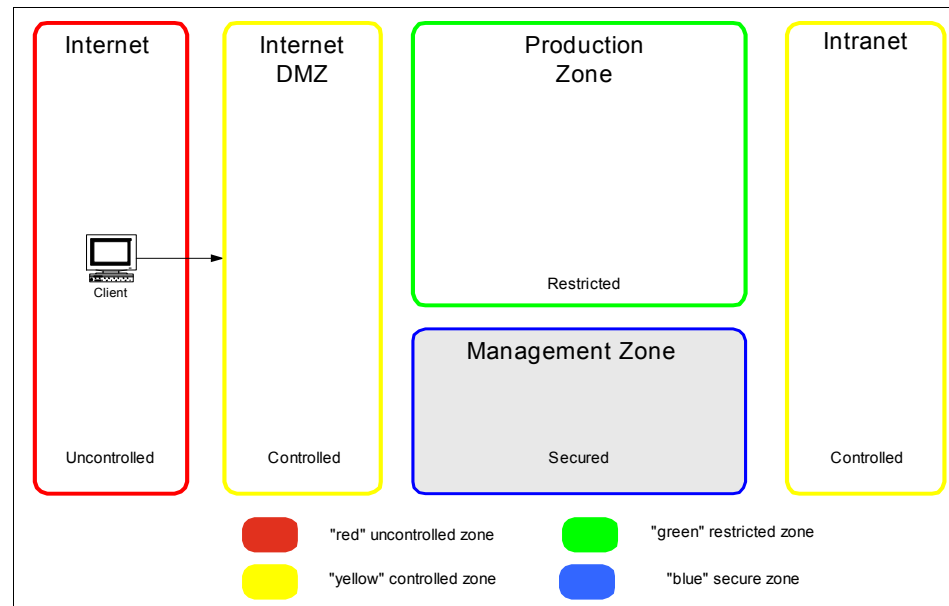 Internet
Client
Uncontrolled
Internet
DMZ
Controlled
Production
Zone
Restricted
Management Zone
Secured
Intranet
Controlled
"red" uncontrolled zone
"green" restricted zone
"yellow" controlled zone
"blue" secure zone